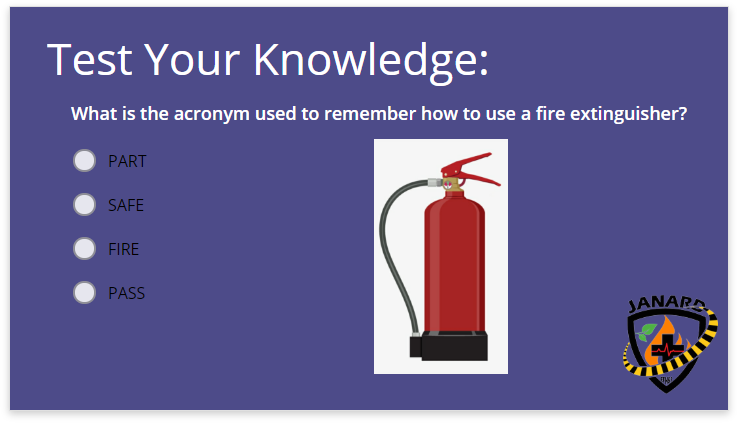 Test Your Knowledge:
What is the acronym used to remember how to use a fire extinguisher?
PART
SAFE
FIRE
PASS
JANARD